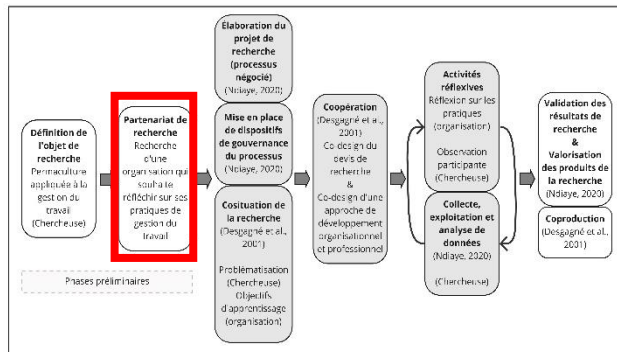 Définition de
l'objet de
recherche
Permaculture
appliquée à la
gestion du
travail
(Chercheuse)
Partenariat de
recherche
Recherche
d'une
organisation qui
souhaite
réfléchir sur ses
pratiques de
gestion du
travail
Phases préliminaires
Élaboration du
projet de
recherche
(processus
négocié)
(Ndiaye, 2020)
Mise en place
de dispositifs
de gouvernance
du processus
(Ndiaye, 2020)
Cosituation de
la recherche
(Desgagné et al.,
2001)
Problématisation
(Chercheuse)
Objectifs
d'apprentissage
(organisation)
Coopération
(Desgagné et al.,
2001)
Co-design du
devis de
recherche
&
Co-design d'une
approche de
développement
organisationnel
et professionnel
Activités
réflexives
Réflexion sur les
pratiques
(organisation)
Observation
participante
(Chercheuse)
Collecte,
exploitation et
analyse de
données
(Ndiaye, 2020)
(Chercheuse)
Validation des
résultats de
recherche
&
Valorisation
des produits de
la recherche
(Ndiaye, 2020)
Coproduction
(Desgagné et al.,
2001)